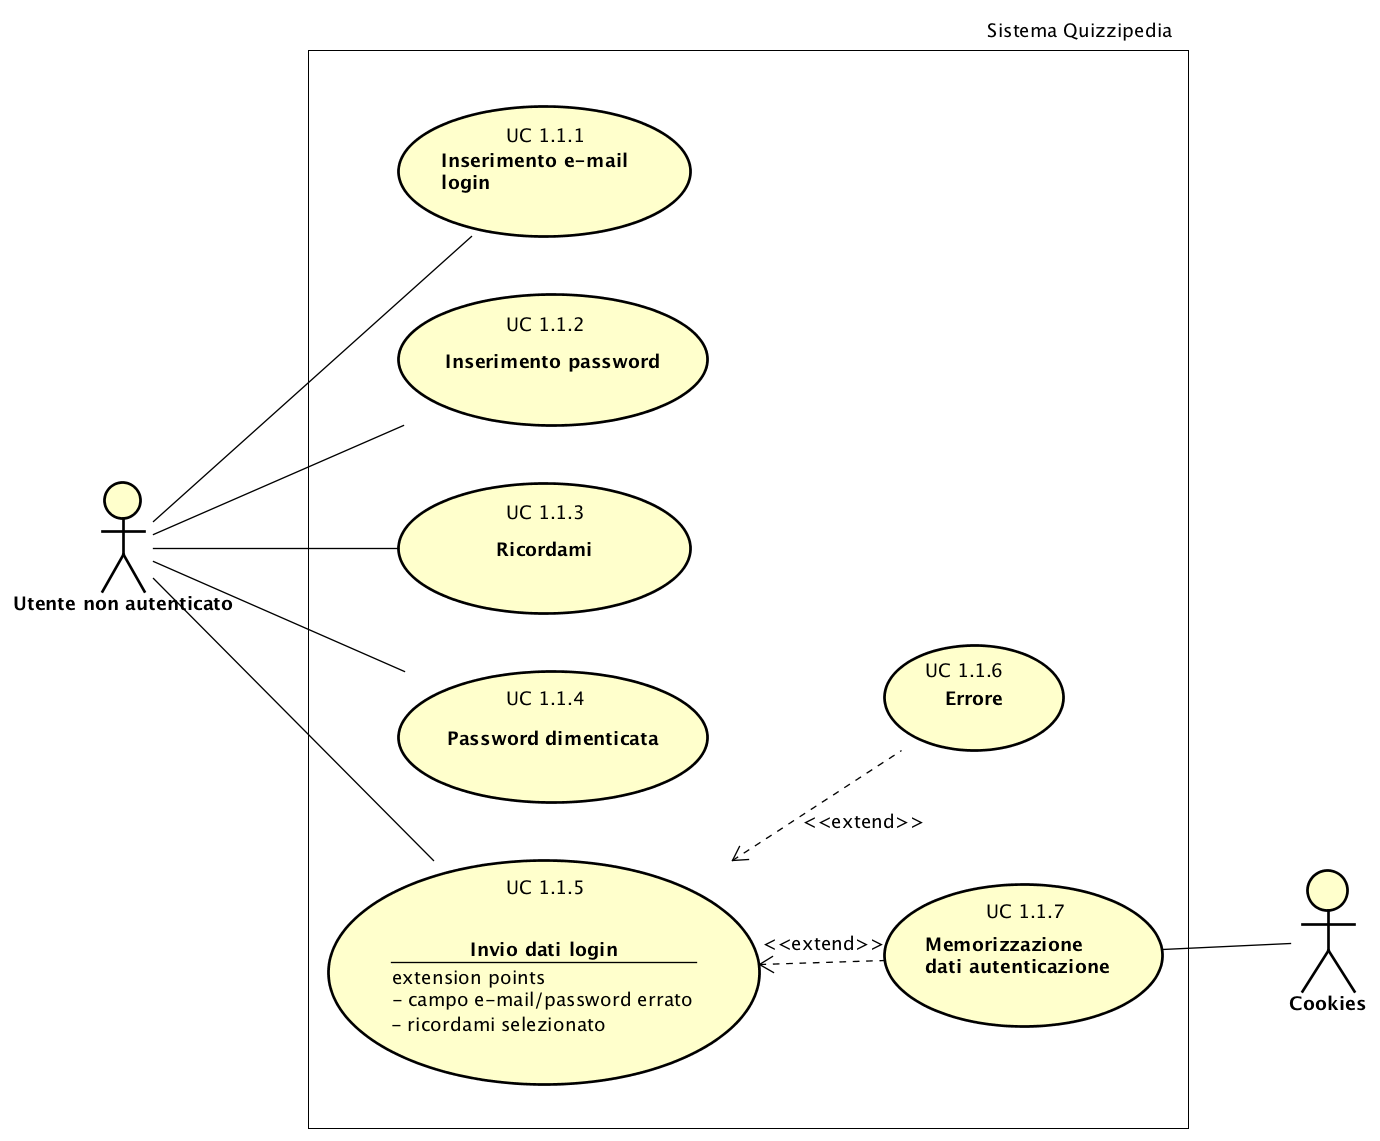 Sistema Quizzipedia
UC 1.1.1
Inserimento e-mail
login
UC 1.1.2
Inserimento password
UC 1.1.3
Ricordami
Utente non autenticato
UC 1.1.4
Password dimenticata
UC 1.1.6
Errore
<<extend>>
UC 1.1.5
Invio dati login
extension points
- campo e-mail/password errato
- ricordami selezionato
<<extend>>
UC 1.1.7
Memorizzazione
dati autenticazione
Cookies